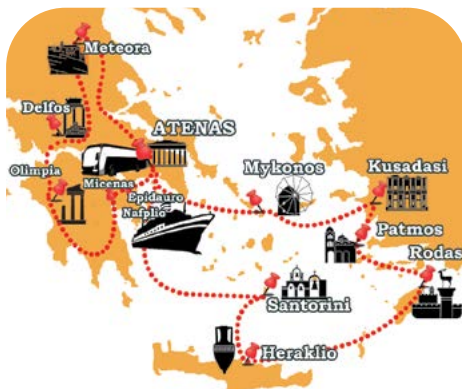 Meteora
Delfos
ATENAS
Olimpia
Micenas
Epidauro
Nafplio
Mykonos
Kusadasi
Patmos
Rodas
Santorini
Heraklio